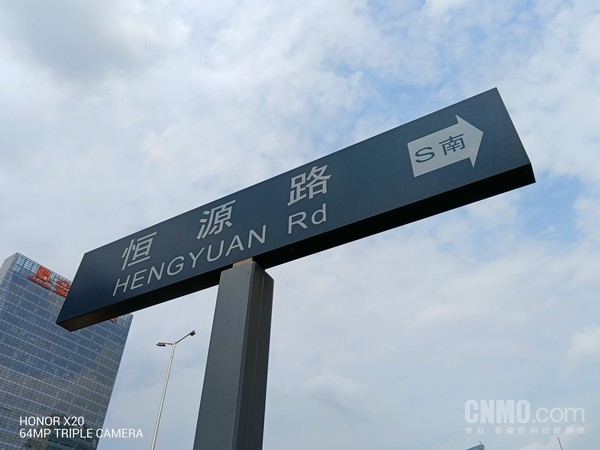 恒源路
HENGYUAN Rd
S南
HONOR X20
64MP TRIPLE CAMERA
CNMO.com